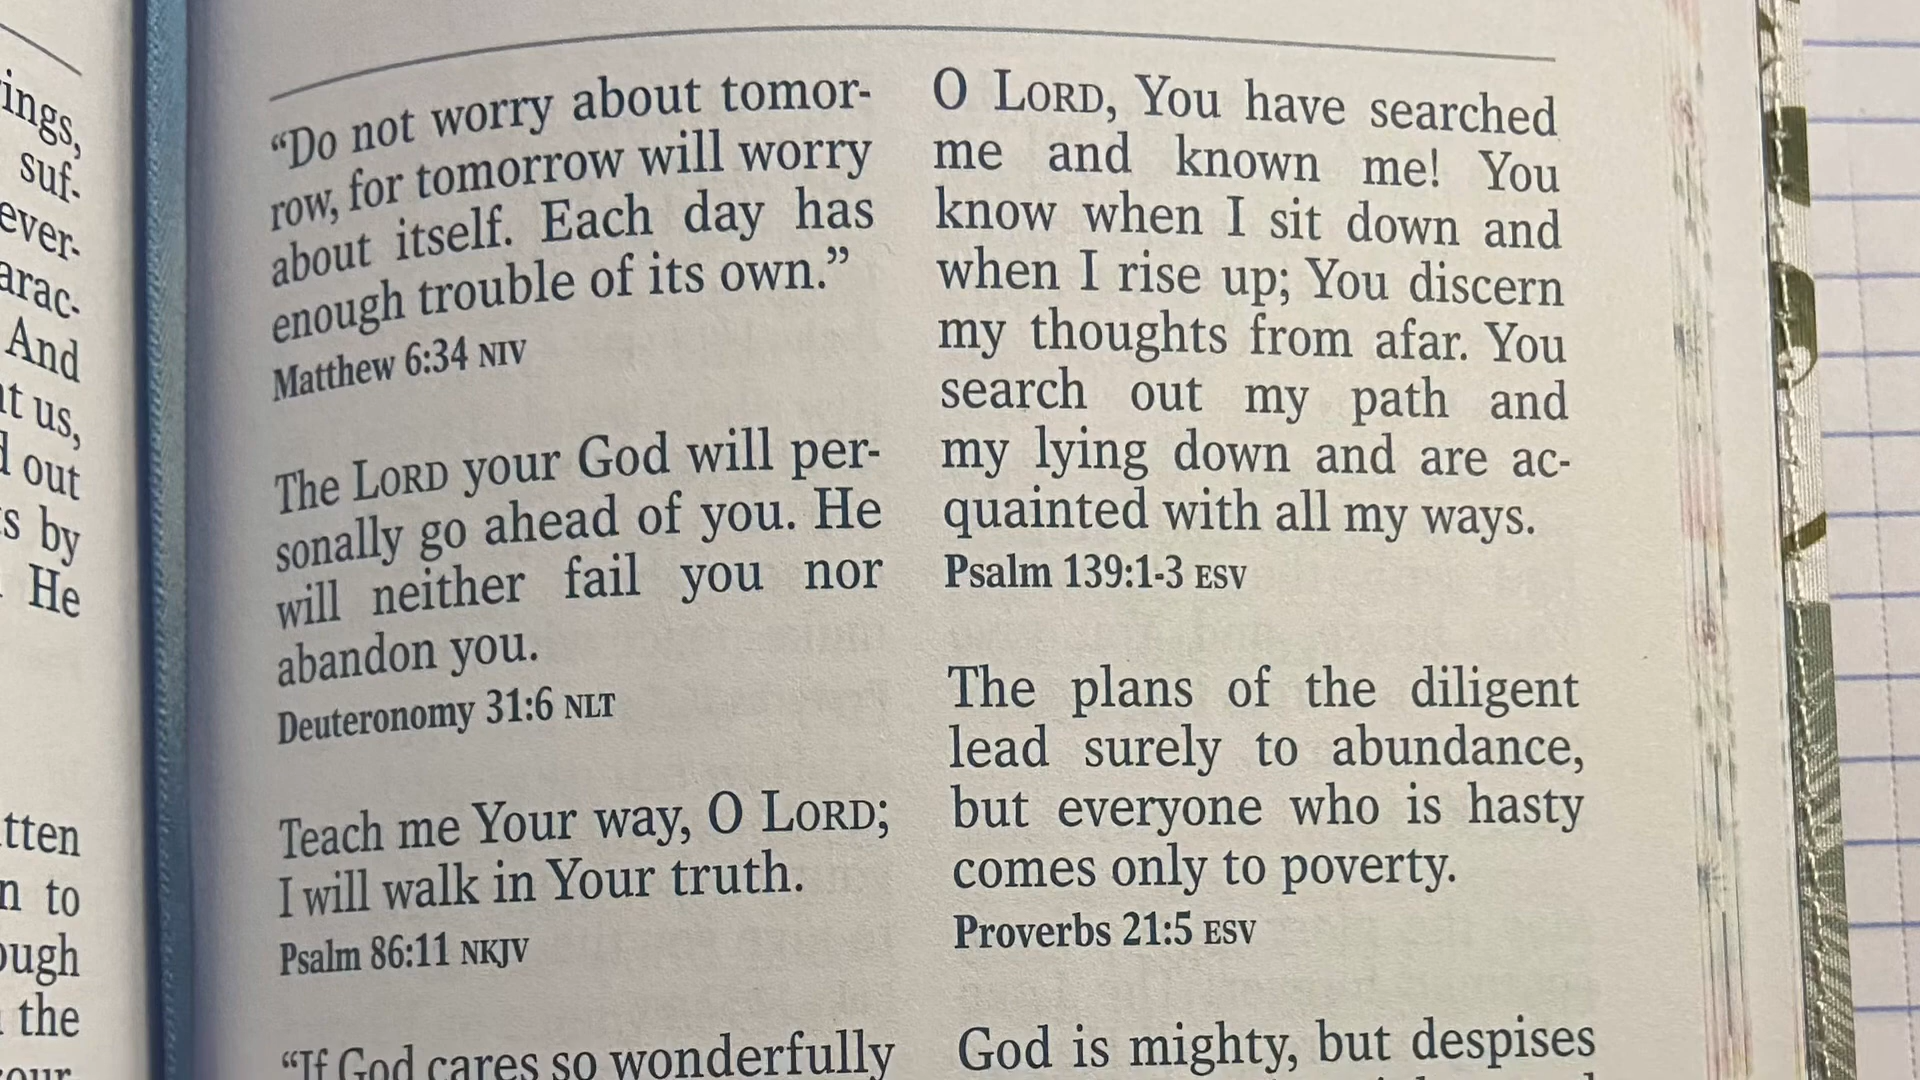 ings,
suf-
ever-
arac-
And
us,
out
by
He
tten
to
ough
the
"Do not worry about tomor-
row, for tomorrow will worry
about itself. Each day has
enough trouble of its own."
Matthew 6:34 NIV
The LORD your God will per-
sonally go ahead of you. He
will neither fail you nor
abandon you.
Deuteronomy 31:6 NLT
Teach me Your way, O LORD;
I will walk in Your truth.
Psalm 86:11 NKJV
"If God cares so wonderfully
O LORD, You have searched
me and known me! You
know when I sit down and
when I rise up; You discern
my thoughts from afar. You
search out my path and
my lying down and are ac-
quainted with all my ways.
Psalm 139:1-3 ESV
The plans of the diligent
lead surely to abundance,
but everyone who is hasty
comes only to poverty.
Proverbs 21:5 ESV
God is mighty, but despises